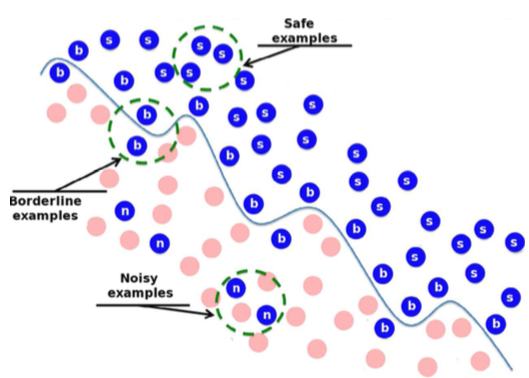 Safe
examples
s s
b s s
b s s s
b s
b b s s s
b b s s s
s s s
b b s
Borderline
examples
n s
n b b s s s
s
b s
Noisy
examples
n b s
n b
b b